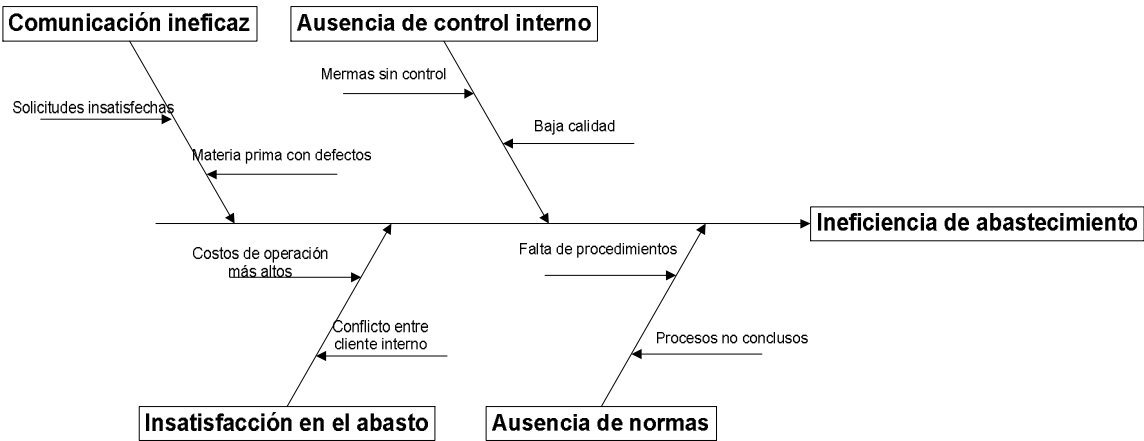 Comunicación ineficaz
Ausencia de control interno
Mermas sin control
Solicitudes insatisfechas
Baja calidad
Materia prima con defectos
Ineficiencia de abastecimiento
Costos de operación
más altos
Falta de procedimientos
Conflicto entre
cliente interno
Procesos no conclusos
Insatisfacción en el abasto
Ausencia de normas